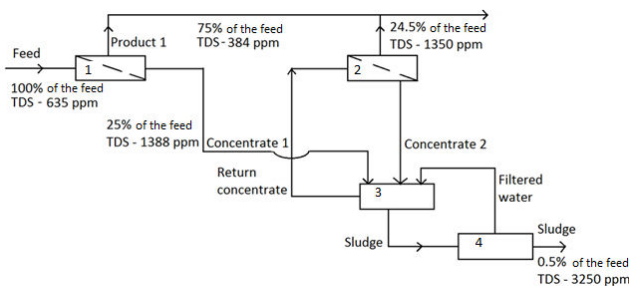 75% of the feed
TDS - 384 ppm
24.5% of the feed
TDS - 1350 ppm
Feed
Product 1
1
2
100% of the feed
TDS - 635 ppm
25% of the feed
TDS - 1388 ppm
Concentrate 1
Concentrate 2
Return
concentrate
3
Filtered
water
Sludge
4
Sludge
0.5% of the feed
TDS - 3250 ppm